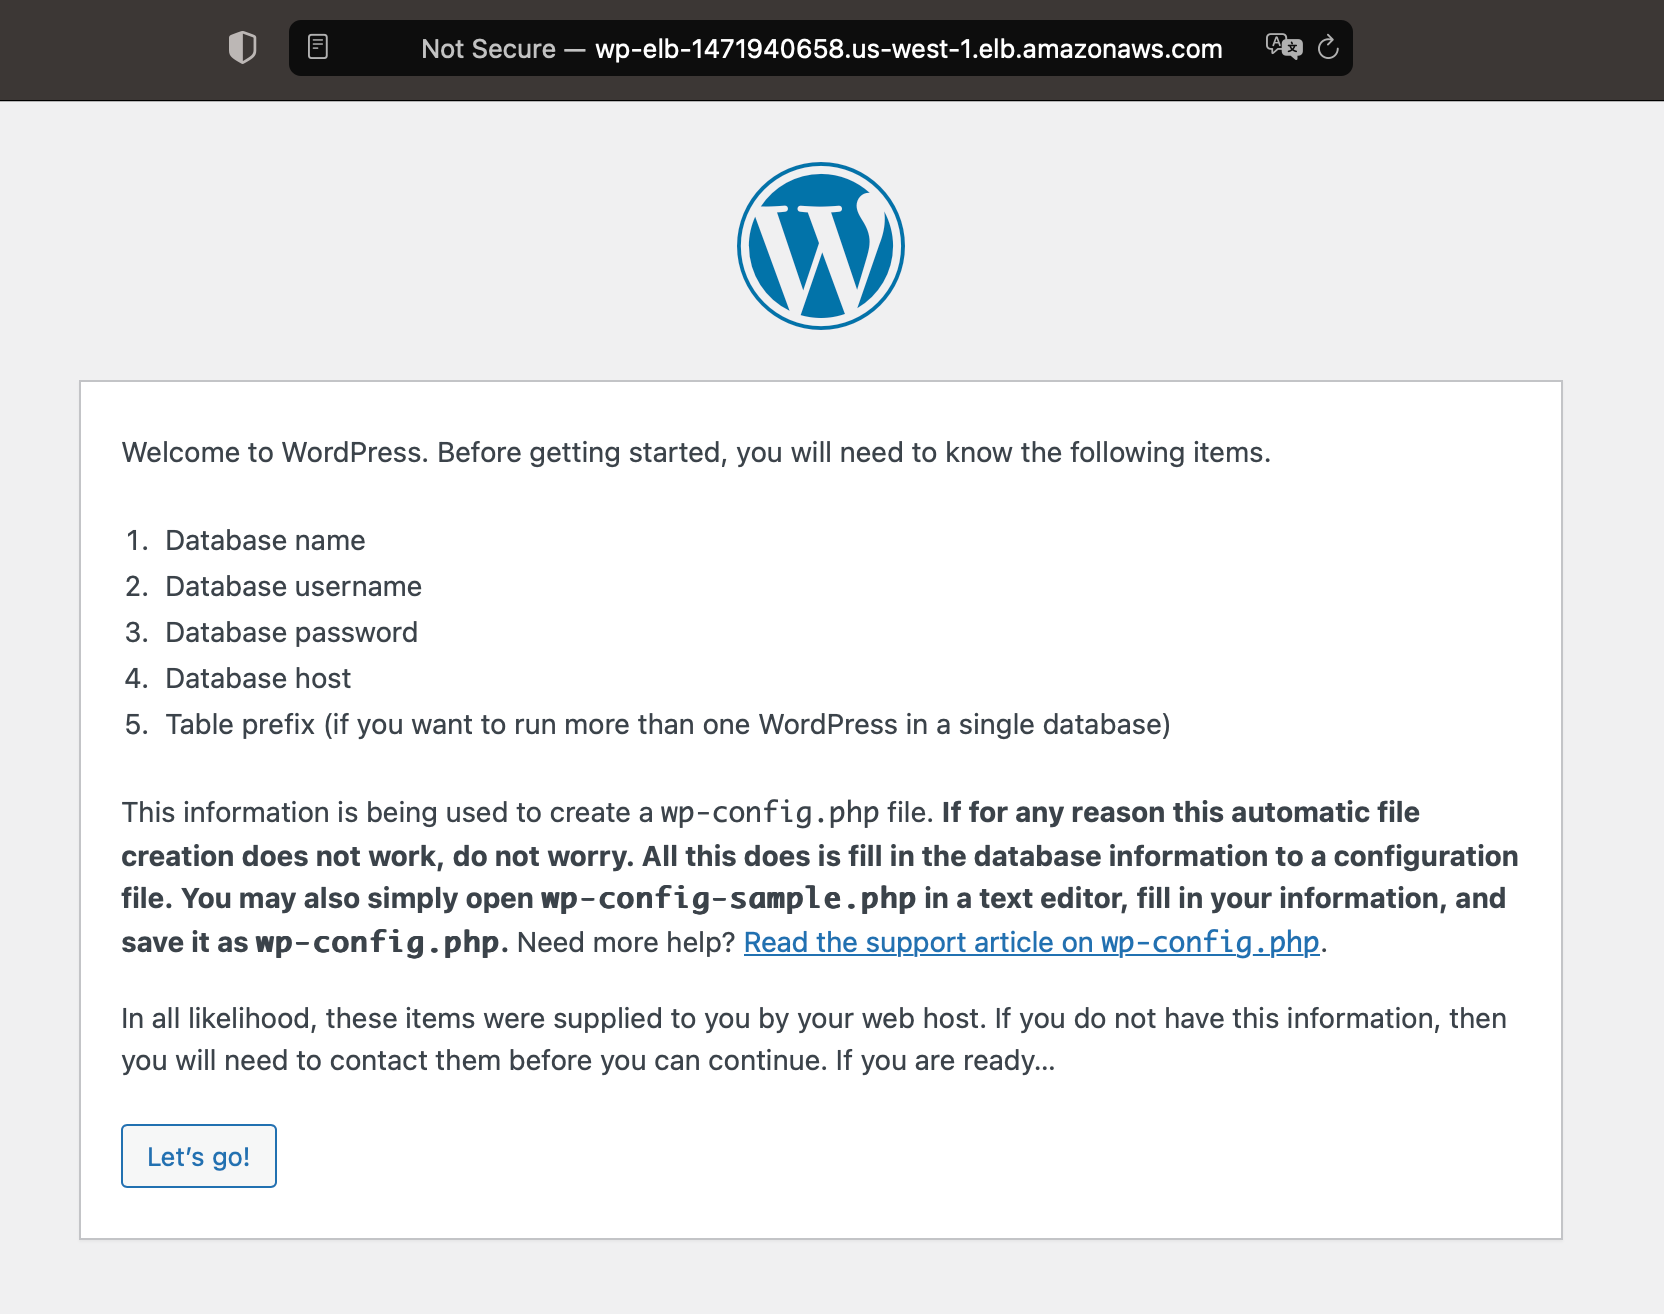 Not Secure — wp-elb-1471940658.us-west-1.elb.amazonaws.com
Welcome to WordPress. Before getting started, you will need to know the following items.
1. Database name
2. Database username
3. Database password
4. Database host
5. Table prefix (if you want to run more than one WordPress in a single database)
This information is being used to create a wp-config.php file. If for any reason this automatic file
creation does not work, do not worry. All this does is fill in the database information to a configuration
file. You may also simply open wp-config-sample.php in a text editor, fill in your information, and
save it as wp-config.php. Need more help? Read the support article on wp-config.php.
In all likelihood, these items were supplied to you by your web host. If you do not have this information, then
you will need to contact them before you can continue. If you are ready…
Let’s go!